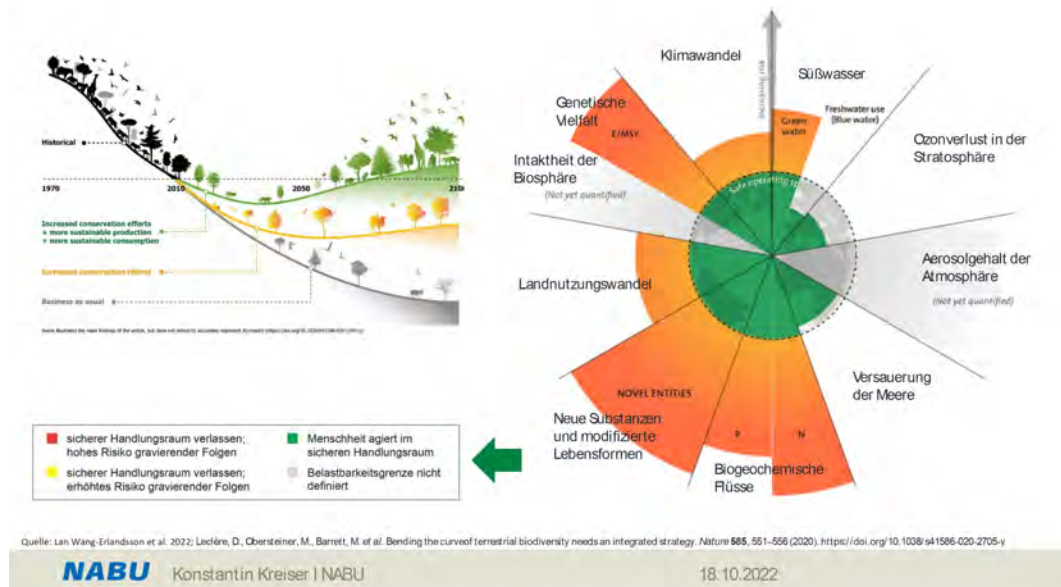 Historical
1970
2010
2050
2100
Increased conservation efforts
+ more sustainable production
+ more sustainable consumption
Increased conservation efforts
Business as usual
Klimawandel
Süßwasser
Genetische
Vielfalt
E/MSY
Green
water
Freshwater use
(Blue water)
Ozonverlust in der
Stratosphäre
Intaktheit der
Biosphäre
(Not yet quantified)
Safe operating
Landnutzungswandel
Aerosolgehalt der
Atmosphäre
(Not yet quantified)
Versauerung
der Meere
NOVEL ENTITIES
Neue Substanzen
und modifizierte
Lebensformen
P
N
Biogeochemische
Flüsse
sicherer Handlungsraum verlassen;
hohes Risiko gravierender Folgen
sicherer Handlungsraum verlassen;
erhöhtes Risiko gravierender Folgen
Menschheit agiert im
sicheren Handlungsraum
Belastbarkeitsgrenze nicht
definiert
Quelle: Lan Wang-Erlandsson et al. 2022; Leclère, D., Obersteiner, M., Barrett, M. et al. Bending the curveof terrestrial biodiversity needs an integrated strategy. Nature 585, 551–556 (2020). https://doi.org/10.1038/s41586-020-2705-y
NABU
Konstantin Kreiser I NABU
18.10.2022